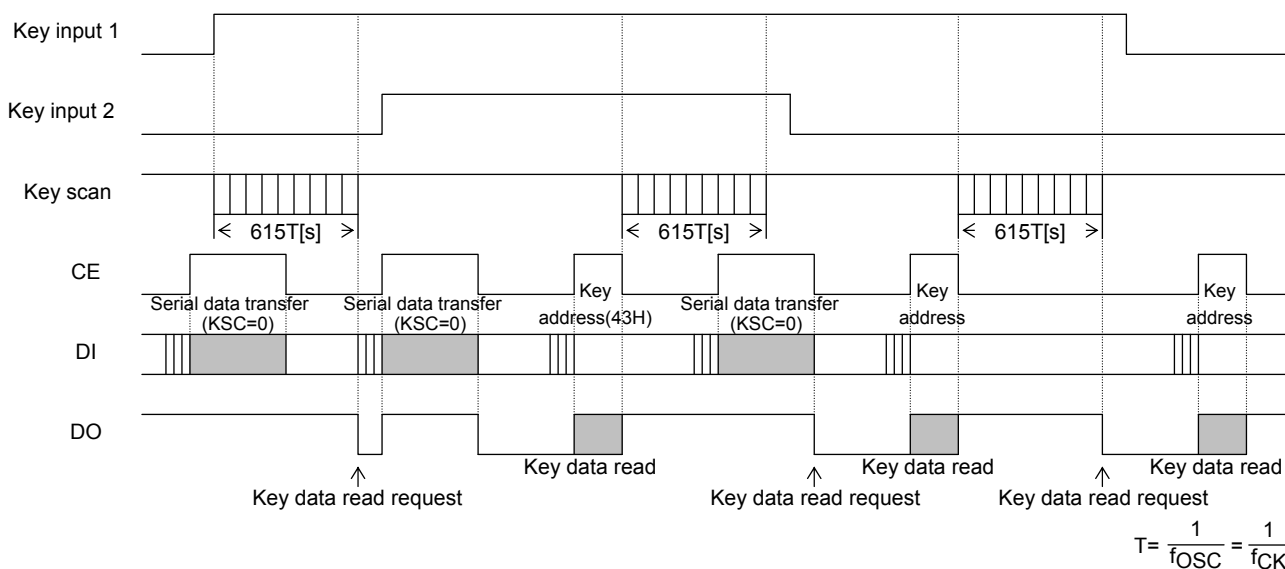 Key input 1
Key input 2
Key scan
615T[s] 615T[s] 615T[s]
CE
Serial data transfer
(KSC=0)
Serial data transfer
(KSC=0)
Key
address(43H)
Serial data transfer
(KSC=0)
Key
address
Key
address
DI
DO
Key data read Key data read Key data read
Key data read request Key data read request Key data read request
T= 1/fOSC = 1/fCK